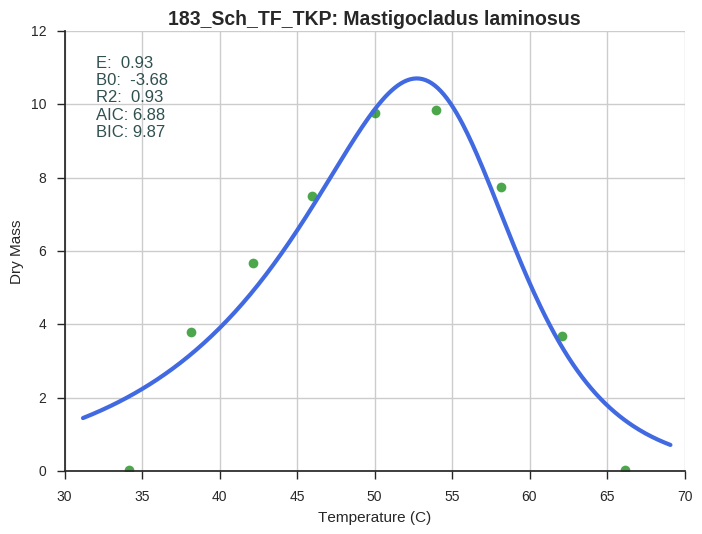 183_Sch_TF_TKP: Mastigocladus laminosus
E: 0.93
B0: -3.68
R2: 0.93
AIC: 6.88
BIC: 9.87
12
10
8
6
4
2
0
Dry Mass
30 35 40 45 50 55 60 65 70
Temperature (C)